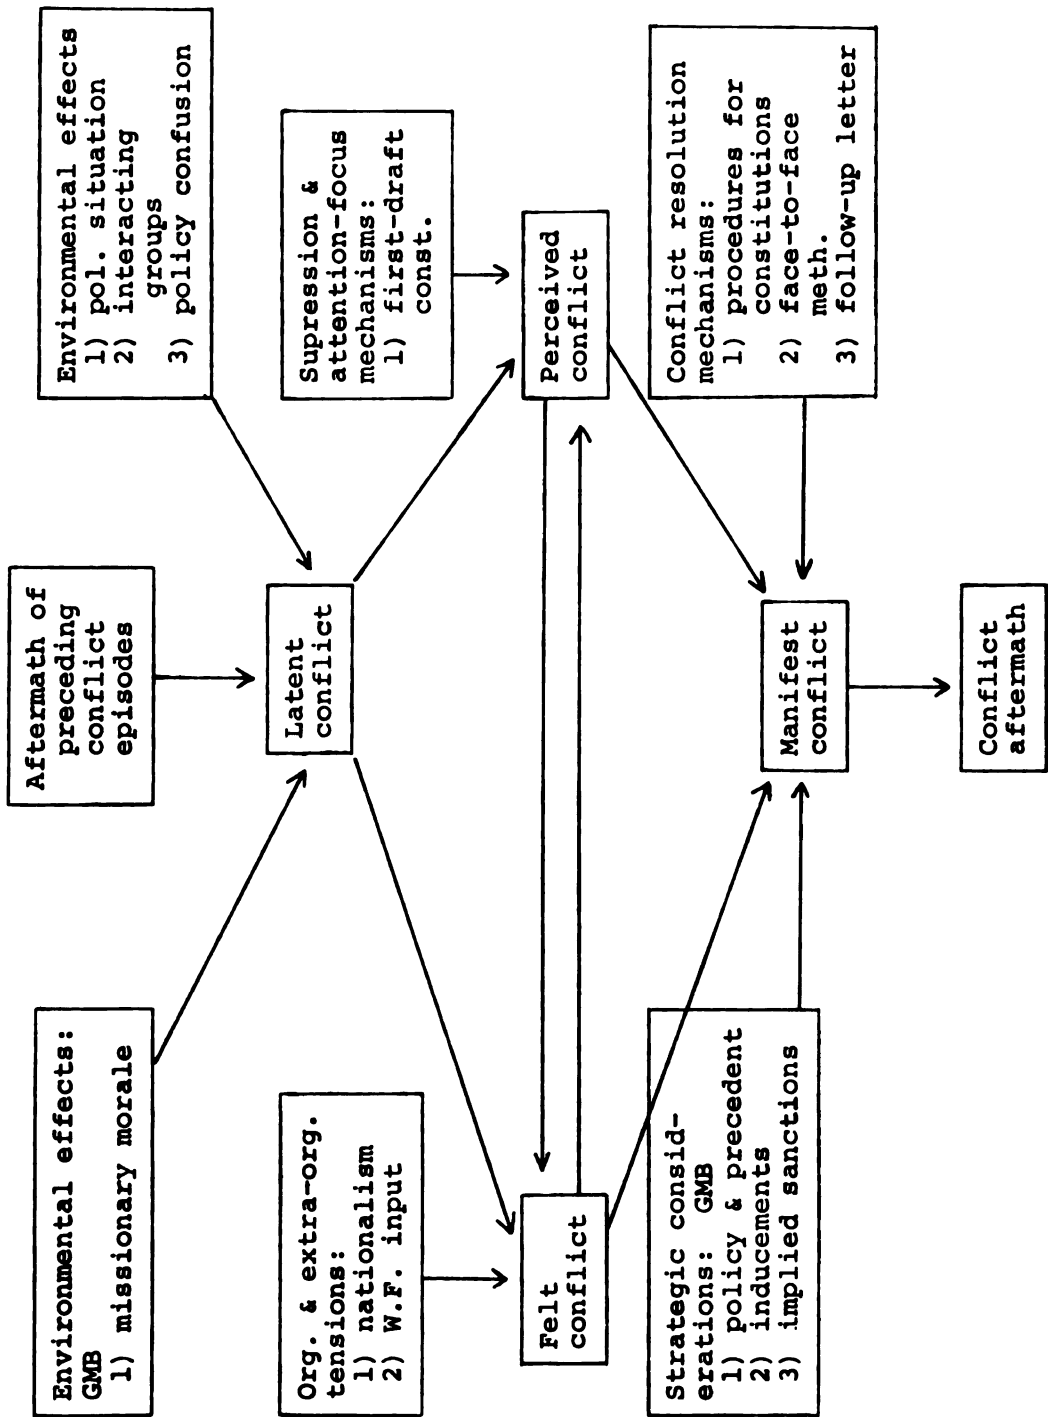 Environmental effects:
GMB
1) missionary morale
Aftermath of
preceding
conflict
episodes
Environmental effects
1) pol. situation
2) interacting
groups
3) policy confusion
Latent
conflict
Org. & extra-org.
tensions:
1) nationalism
2) W.F. input
Supression &
attention-focus
mechanisms:
1) first-draft
const.
Felt
conflict
Perceived
conflict
Strategic consid-
erations: GMB
1) policy & precedent
2) inducements
3) implied sanctions
Manifest
conflict
Conflict resolution
mechanisms:
1) procedures for
constitutions
2) face-to-face
meth.
3) follow-up letter
Conflict
aftermath